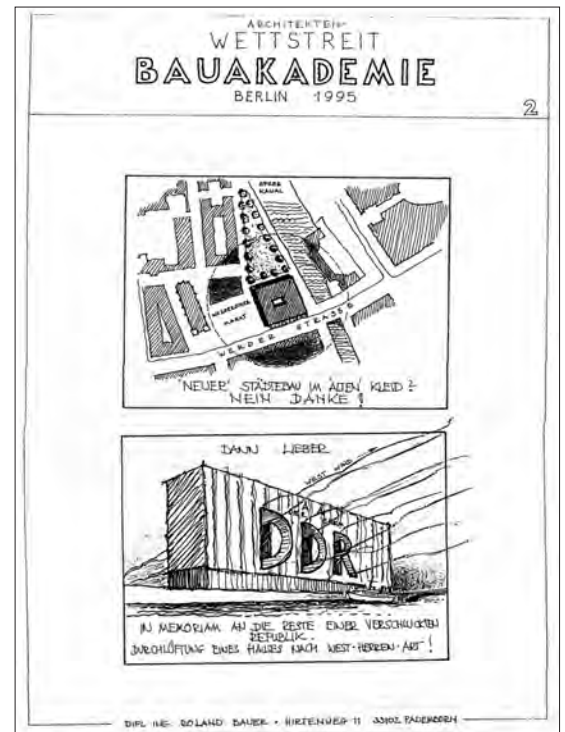 ARCHITEKTEN-
WETTSTREIT
BAUAKADEMIE
BERLIN 1995
2
SPREE
KANAL
MARKT
WERDER STRASSE
"NEUER" STÄDTEBAU IM ALTEN KLEID?
NEIN DANKE!
DANN LIEBER
WEST WIND
DDR
IN MEMORIAM AN DIE RESTE EINER VERSCHLUCKTEN
REPUBLIK.
DURCHLÜFTUNG EINES HAUSES NACH WEST-HERREN-ART!
DIPL. ING. ROLAND BAUER • HIRTENWEG 11 33102 PADERBORN